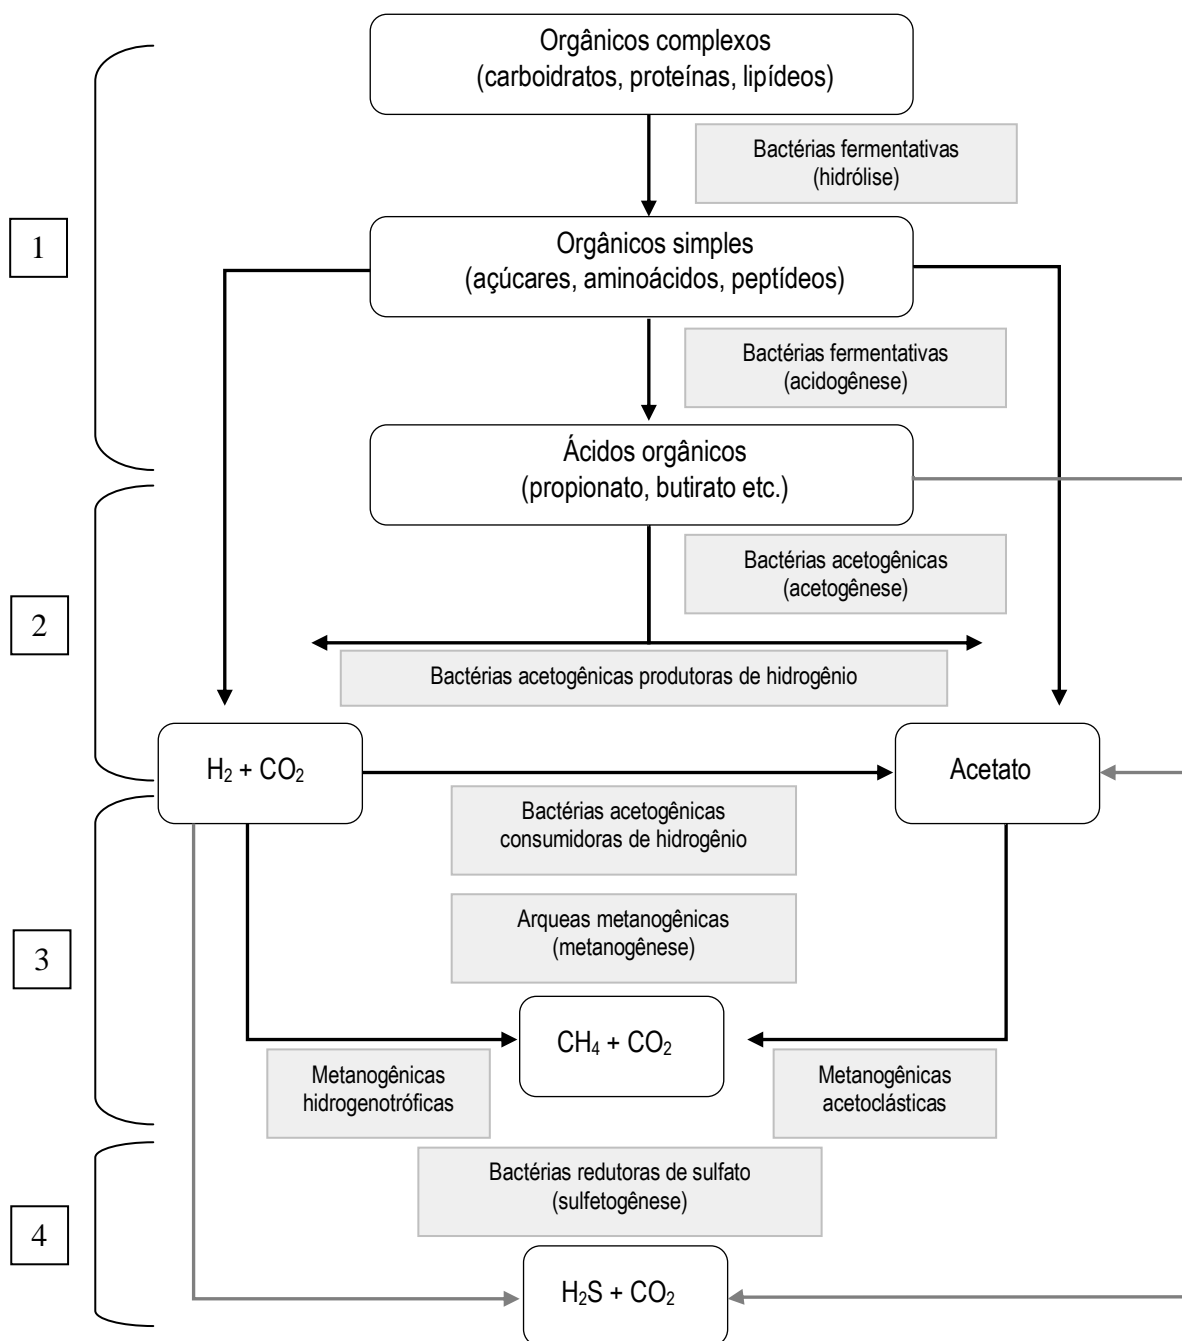 Orgânicos complexos
(carboidratos, proteínas, lipídeos)
Bactérias fermentativas
(hidrólise)
1
Orgânicos simples
(açúcares, aminoácidos, peptídeos)
Bactérias fermentativas
(acidogênese)
Ácidos orgânicos
(propionato, butirato etc.)
Bactérias acetogênicas
(acetogênese)
2
Bactérias acetogênicas produtoras de hidrogênio
H₂ + CO₂
Acetato
Bactérias acetogênicas
consumidoras de hidrogênio
Arqueas metanogênicas
(metanogênese)
3
CH₄ + CO₂
Metanogênicas
hidrogenotróficas
Metanogênicas
acetoclásticas
Bactérias redutoras de sulfato
(sulfetogênese)
4
H₂S + CO₂